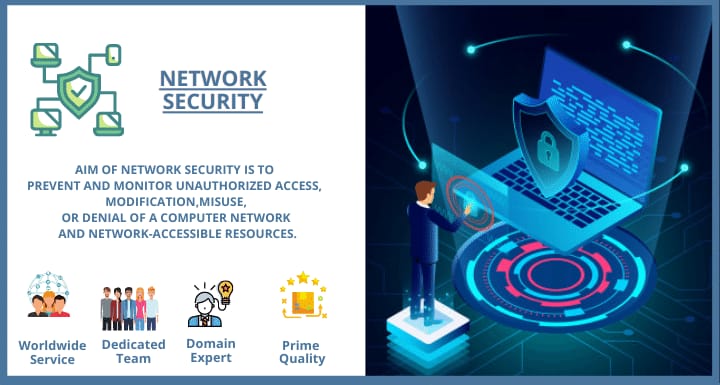 NETWORK
SECURITY
AIM OF NETWORK SECURITY IS TO
PREVENT AND MONITOR UNAUTHORIZED ACCESS,
MODIFICATION,MISUSE,
OR DENIAL OF A COMPUTER NETWORK
AND NETWORK-ACCESSIBLE RESOURCES.
Worldwide
Service
Dedicated
Team
Domain
Expert
Prime
Quality